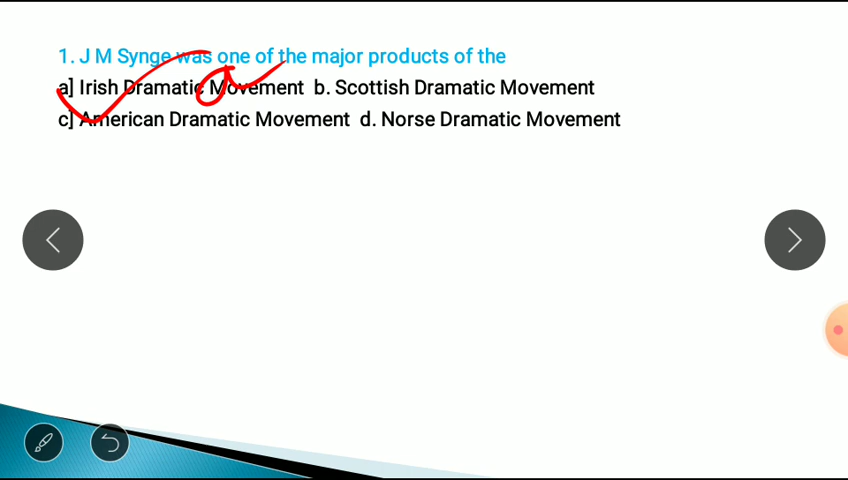 1. J M Synge was one of the major products of the
a] Irish Dramatic Movement b. Scottish Dramatic Movement
c] American Dramatic Movement d. Norse Dramatic Movement
a